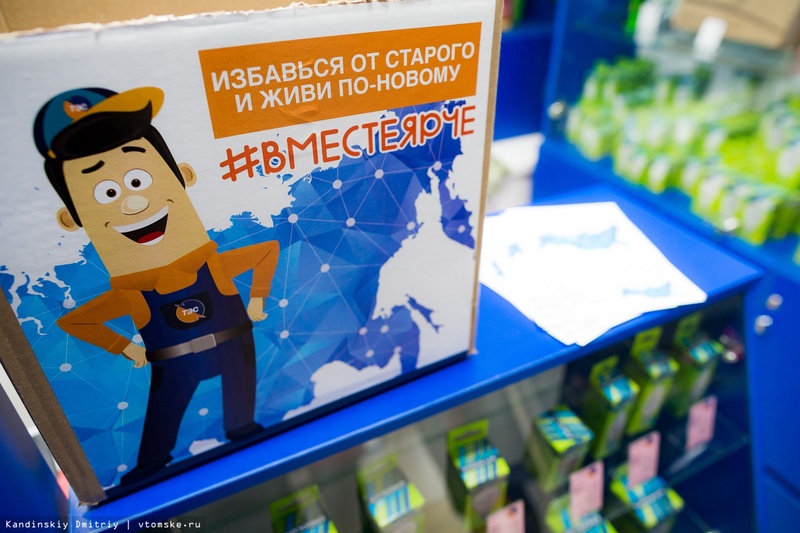 ИЗБАВЬСЯ ОТ СТАРОГО
И ЖИВИ ПО-НОВОМУ
#ВМЕСТЕЯРЧЕ
ТЭС
ТЭС
Kandinskiy Dmitriy | vtomske.ru